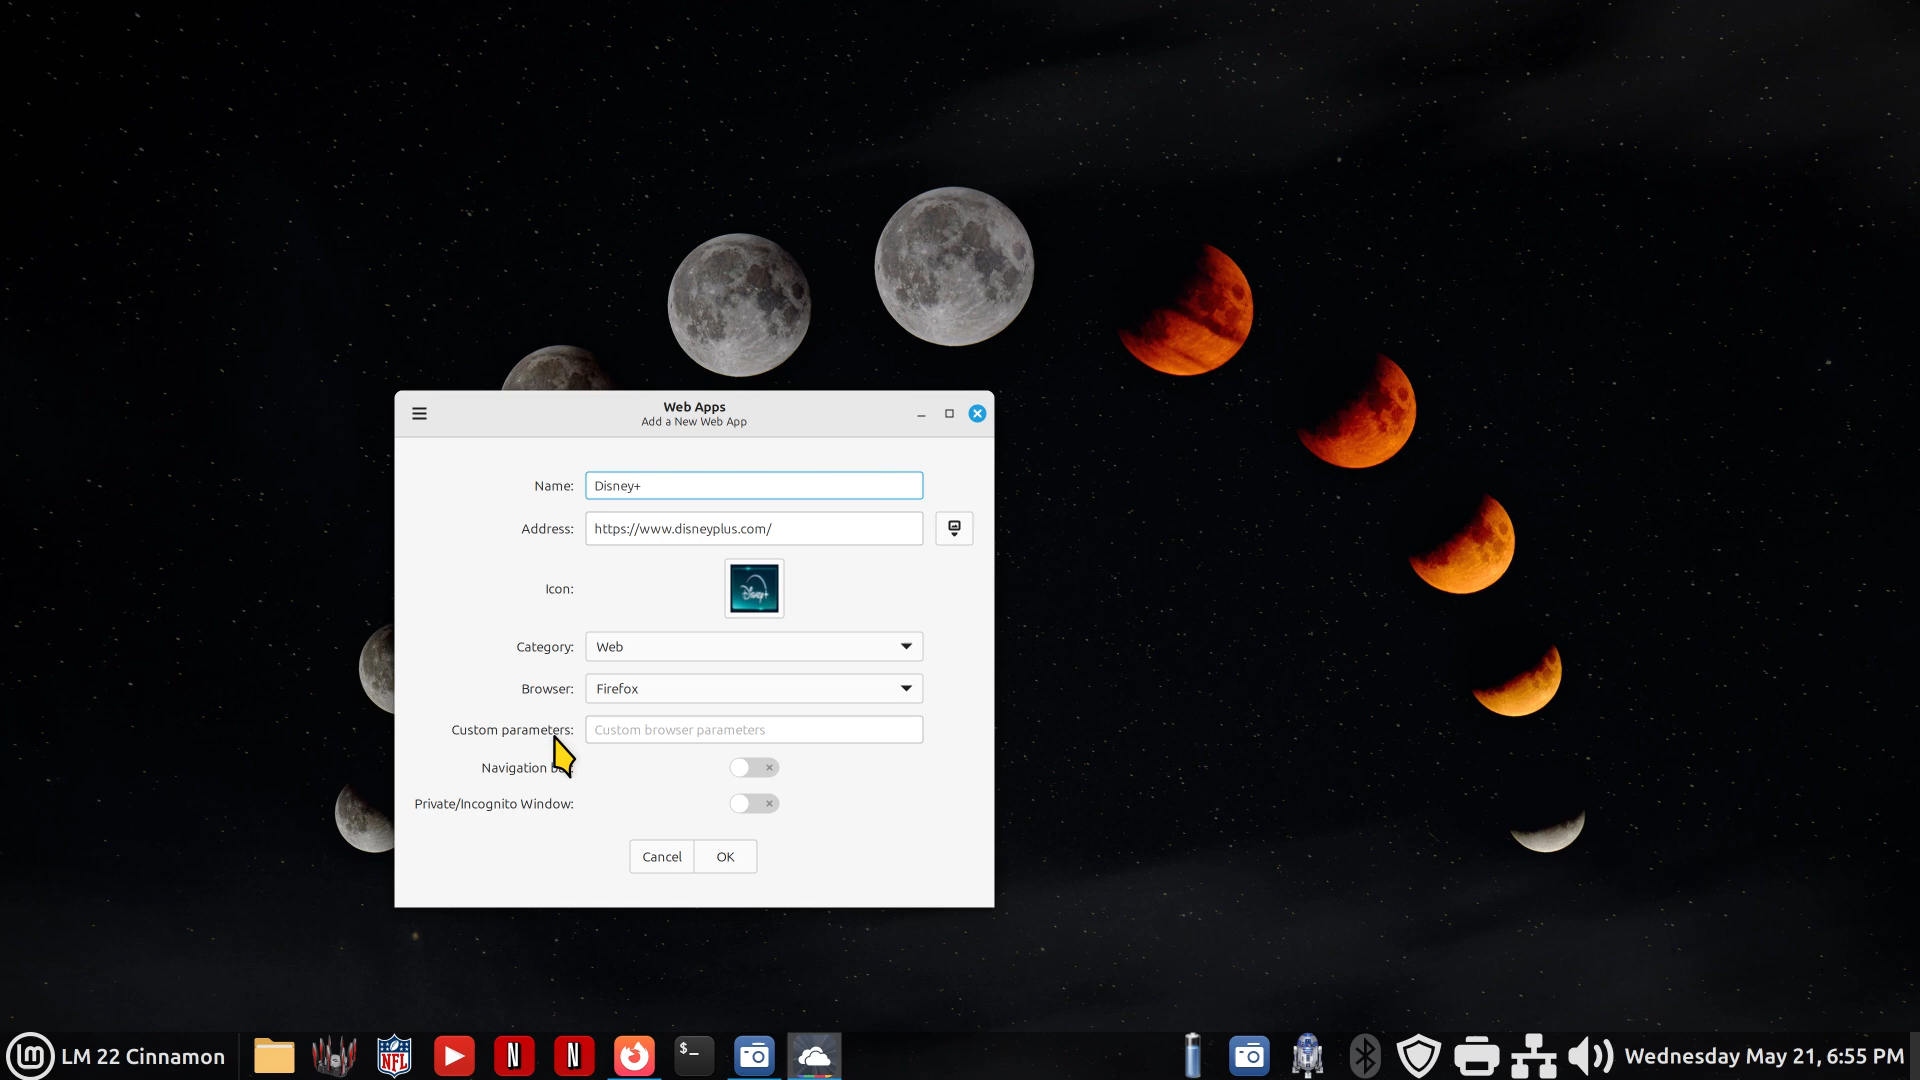 Web Apps
Add a New Web App
Name: Disney+
Address: https://www.disneyplus.com/
Icon: Disney+
Category: Web
Browser: Firefox
Custom parameters: Custom browser parameters
Navigation
Private/Incognito Window:
Cancel OK
LM 22 Cinnamon NFL N N $_ Wednesday May 21, 6:55 PM